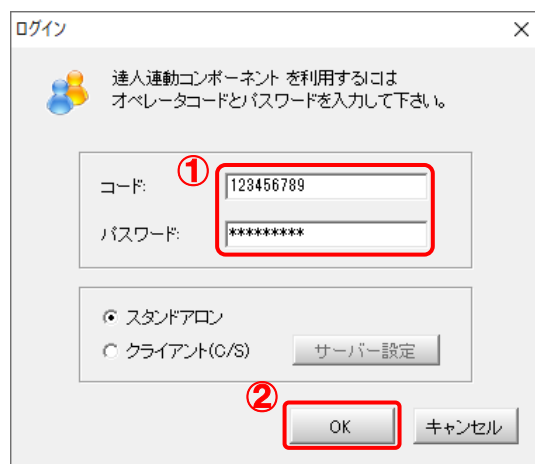 ログイン
達人連動コンポーネント を利用するには
オペレータコードとパスワードを入力して下さい。
①
コード:
123456789
パスワード:
*********
スタンドアロン
クライアント(C/S)
サーバー設定
②
OK
キャンセル